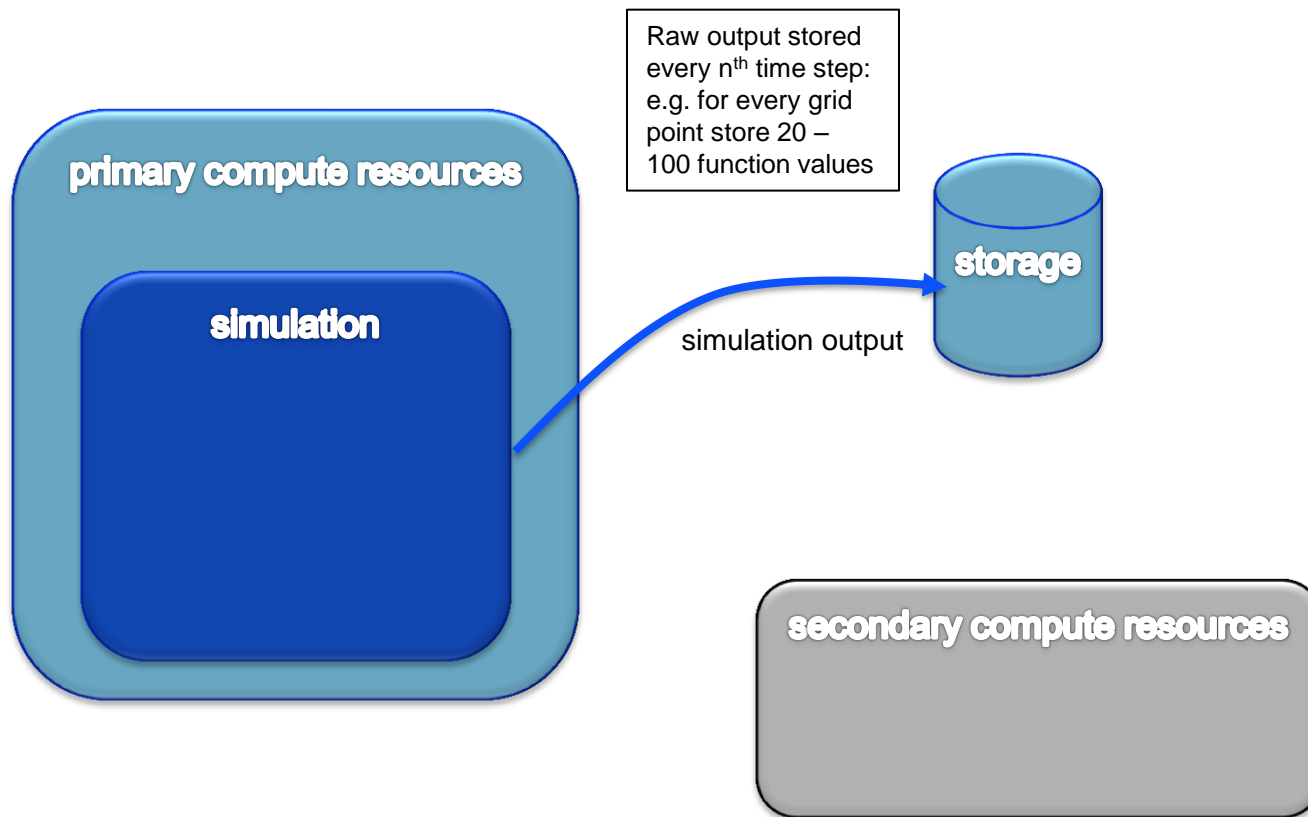 Raw output stored
every nth time step:
e.g. for every grid
point store 20 –
100 function values
primary compute resources
storage
simulation
simulation output
secondary compute resources